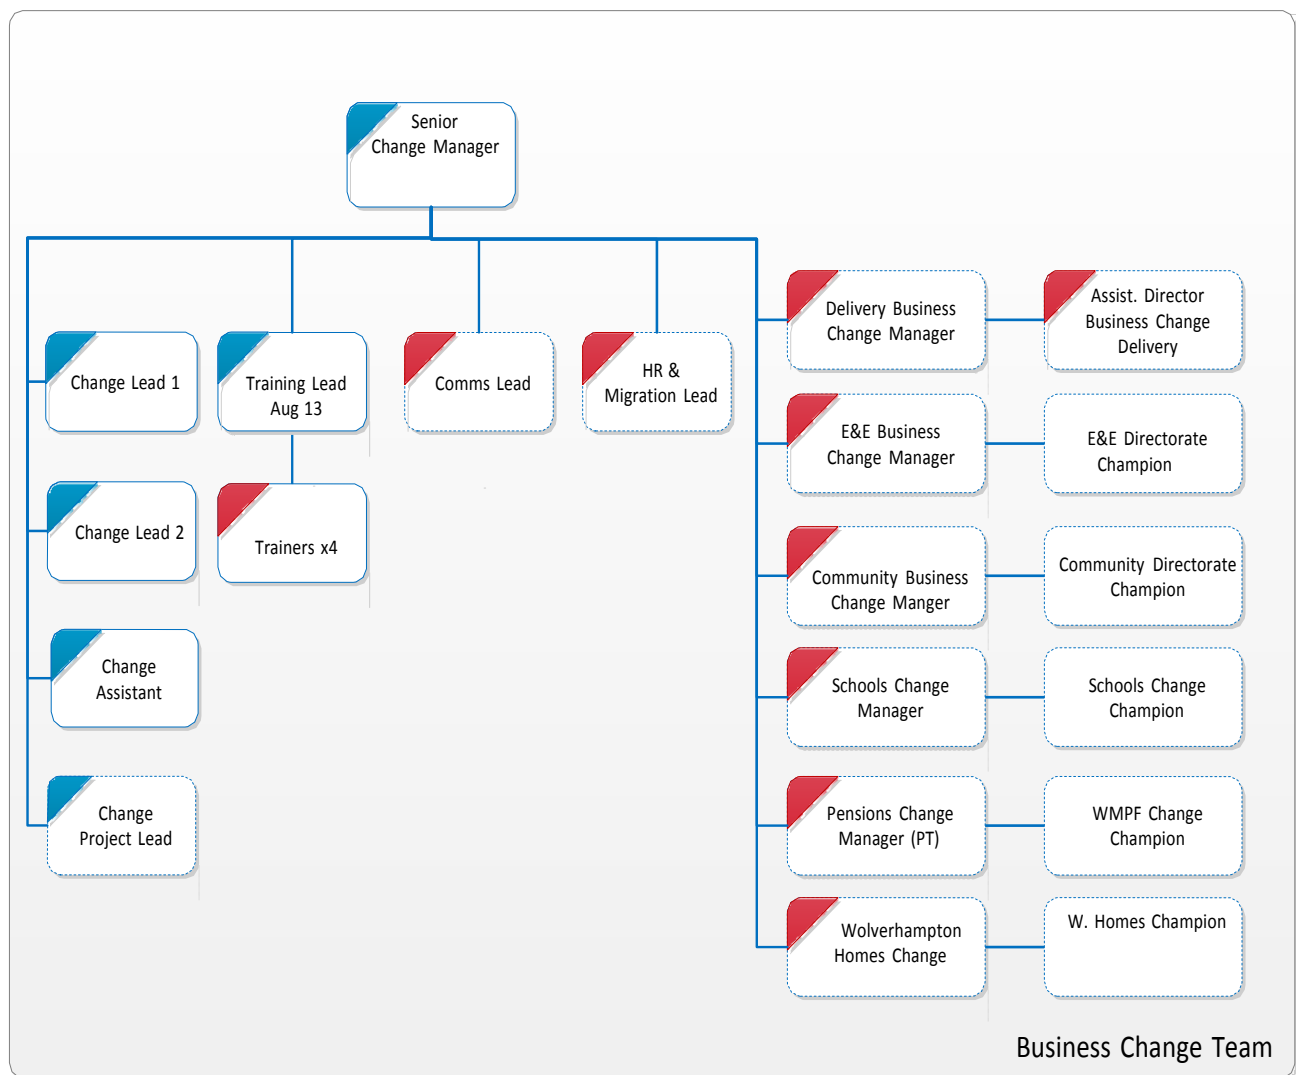 Senior
Change Manager
Delivery Business
Change Manager
Assist. Director
Business Change
Delivery
Change Lead 1
Training Lead
Aug 13
Comms Lead
HR &
Migration Lead
E&E Business
Change Manager
E&E Directorate
Champion
Change Lead 2
Trainers x4
Community Business
Change Manger
Community Directorate
Champion
Change
Assistant
Schools Change
Manager
Schools Change
Champion
Change
Project Lead
Pensions Change
Manager (PT)
WMPF Change
Champion
Wolverhampton
Homes Change
W. Homes Champion
Business Change Team